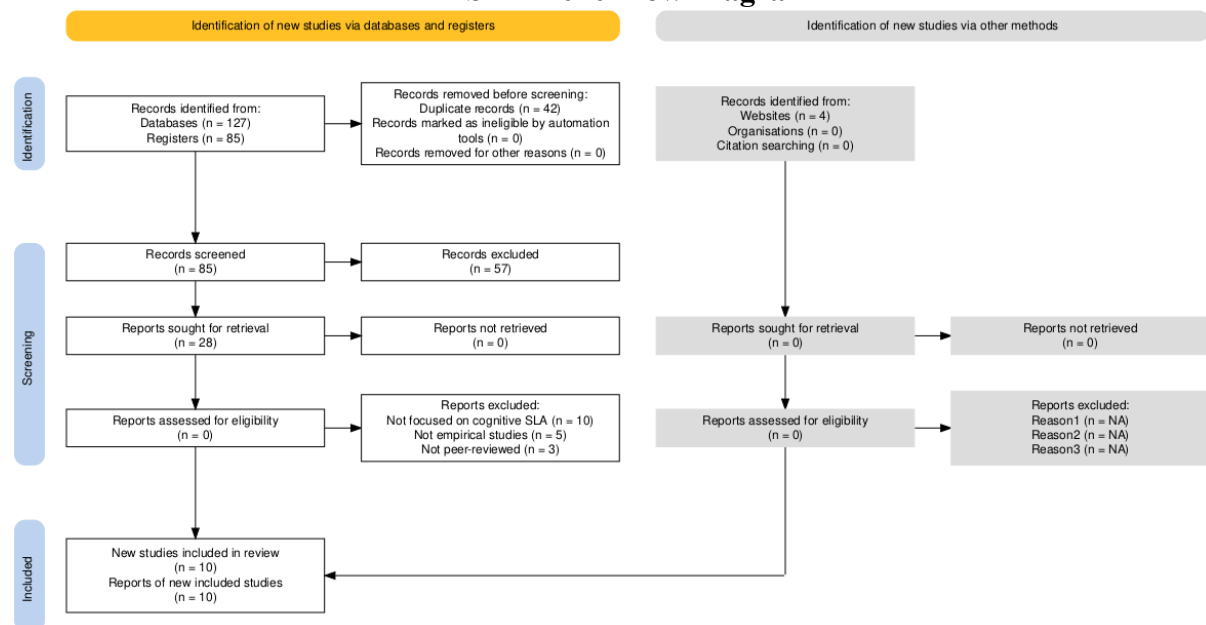 Identification of new studies via databases and registers
Identification of new studies via other methods
Identification
Records identified from:
Databases (n = 127)
Registers (n = 85)
Records removed before screening:
Duplicate records (n = 42)
Records marked as ineligible by automation
tools (n = 0)
Records removed for other reasons (n = 0)
Records identified from:
Websites (n = 4)
Organisations (n = 0)
Citation searching (n = 0)
Screening
Records screened
(n = 85)
Records excluded
(n = 57)
Reports sought for retrieval
(n = 28)
Reports not retrieved
(n = 0)
Reports sought for retrieval
(n = 0)
Reports not retrieved
(n = 0)
Reports assessed for eligibility
(n = 0)
Reports excluded:
Not focused on cognitive SLA (n = 10)
Not empirical studies (n = 5)
Not peer-reviewed (n = 3)
Reports assessed for eligibility
(n = 0)
Reports excluded:
Reason1 (n = NA)
Reason2 (n = NA)
Reason3 (n = NA)
Included
New studies included in review
(n = 10)
Reports of new included studies
(n = 10)